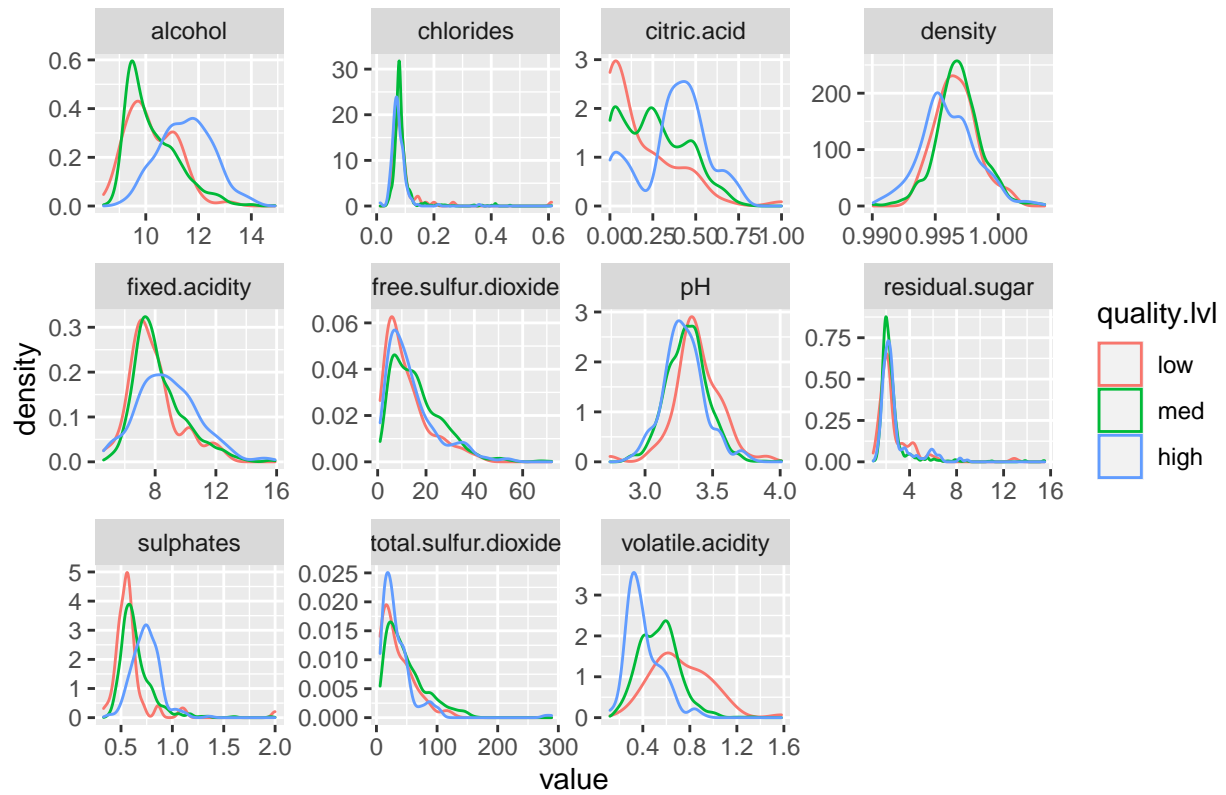 alcohol
chlorides
citric.acid
density
0.6
0.4
0.2
0.0
10 12 14
30
20
10
0
0.0 0.2 0.4 0.6
3
2
1
0
0.00 0.25 0.50 0.75 1.00
200
100
0
0.990 0.995 1.000
fixed.acidity
free.sulfur.dioxide
pH
residual.sugar
0.3
0.2
0.1
0.0
8 12 16
0.06
0.04
0.02
0.00
0 20 40 60
3
2
1
0
3.0 3.5 4.0
0.75
0.50
0.25
0.00
4 8 12 16
sulphates
total.sulfur.dioxide
volatile.acidity
5
4
3
2
1
0
0.5 1.0 1.5 2.0
0.025
0.020
0.015
0.010
0.005
0.000
0 100 200 300
3
2
1
0
0.4 0.8 1.2 1.6
density
value
quality.lvl
low
med
high